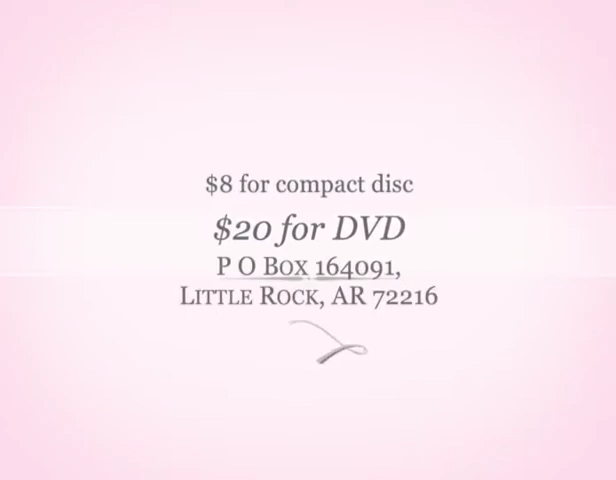 $8 for compact disc
$20 for DVD
P O Box 164091,
Little Rock, AR 72216